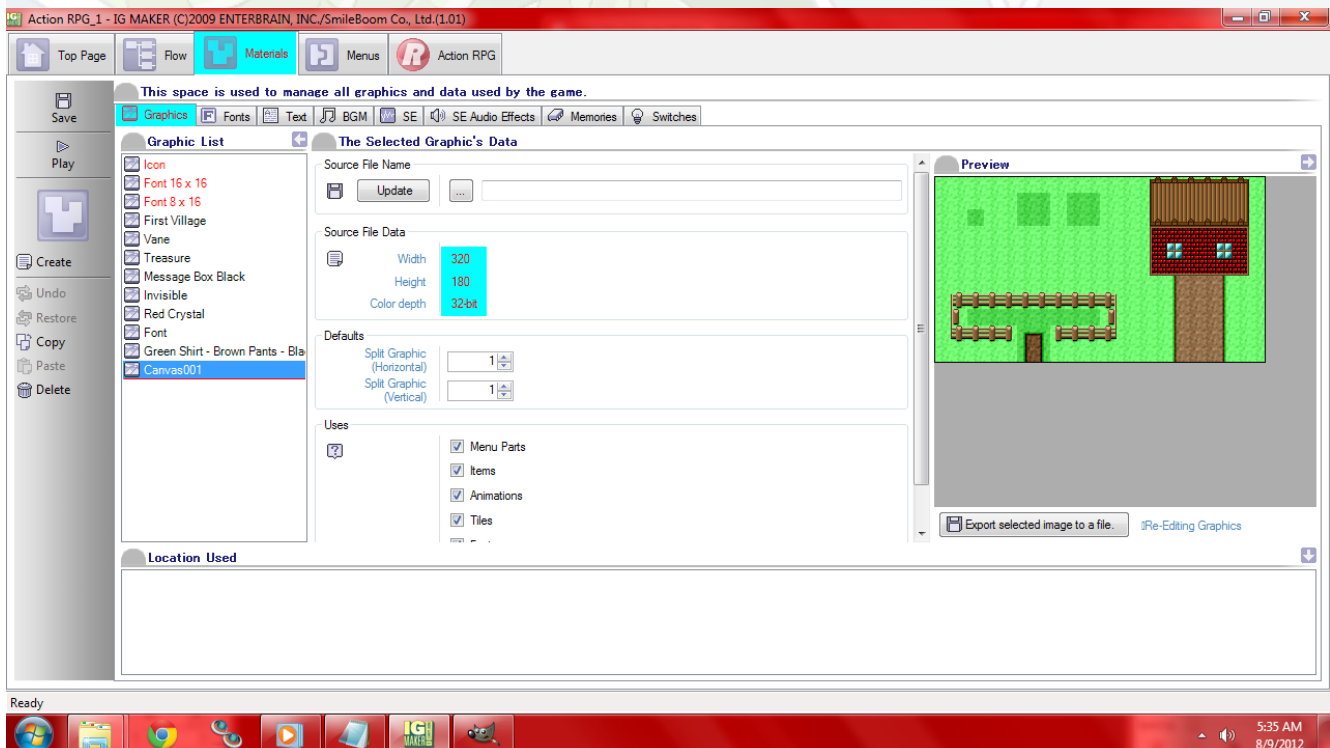 Action RPG_1 - IG MAKER (C)2009 ENTERBRAIN, INC./SmileBoom Co., Ltd.(1.01)
Top Page
Flow
Materials
Menus
Action RPG
This space is used to manage all graphics and data used by the game.
Save
Play
Create
Undo
Restore
Copy
Paste
Delete
Graphics
Fonts
Text
BGM
SE
SE Audio Effects
Memories
Switches
Graphic List
Icon
Font 16 x 16
Font 8 x 16
First Village
Vane
Treasure
Message Box Black
Invisible
Red Crystal
Font
Green Shirt - Brown Pants - Bla
Canvas001
The Selected Graphic's Data
Source File Name
Update
...
Source File Data
Width 320
Height 180
Color depth 32-bit
Defaults
Split Graphic
(Horizontal)
1
Split Graphic
(Vertical)
1
Uses
Menu Parts
Items
Animations
Tiles
Preview
Export selected image to a file.
Re-Editing Graphics
Location Used
Ready
IG
MAKER
5:35 AM
8/9/2012